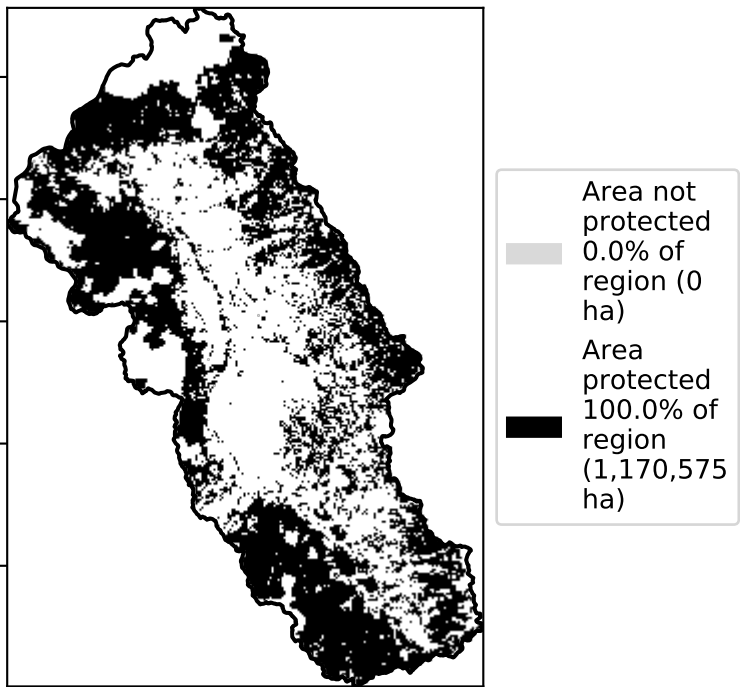 Area not
protected
0.0% of
region (0
ha)
Area
protected
100.0% of
region
(1,170,575
ha)